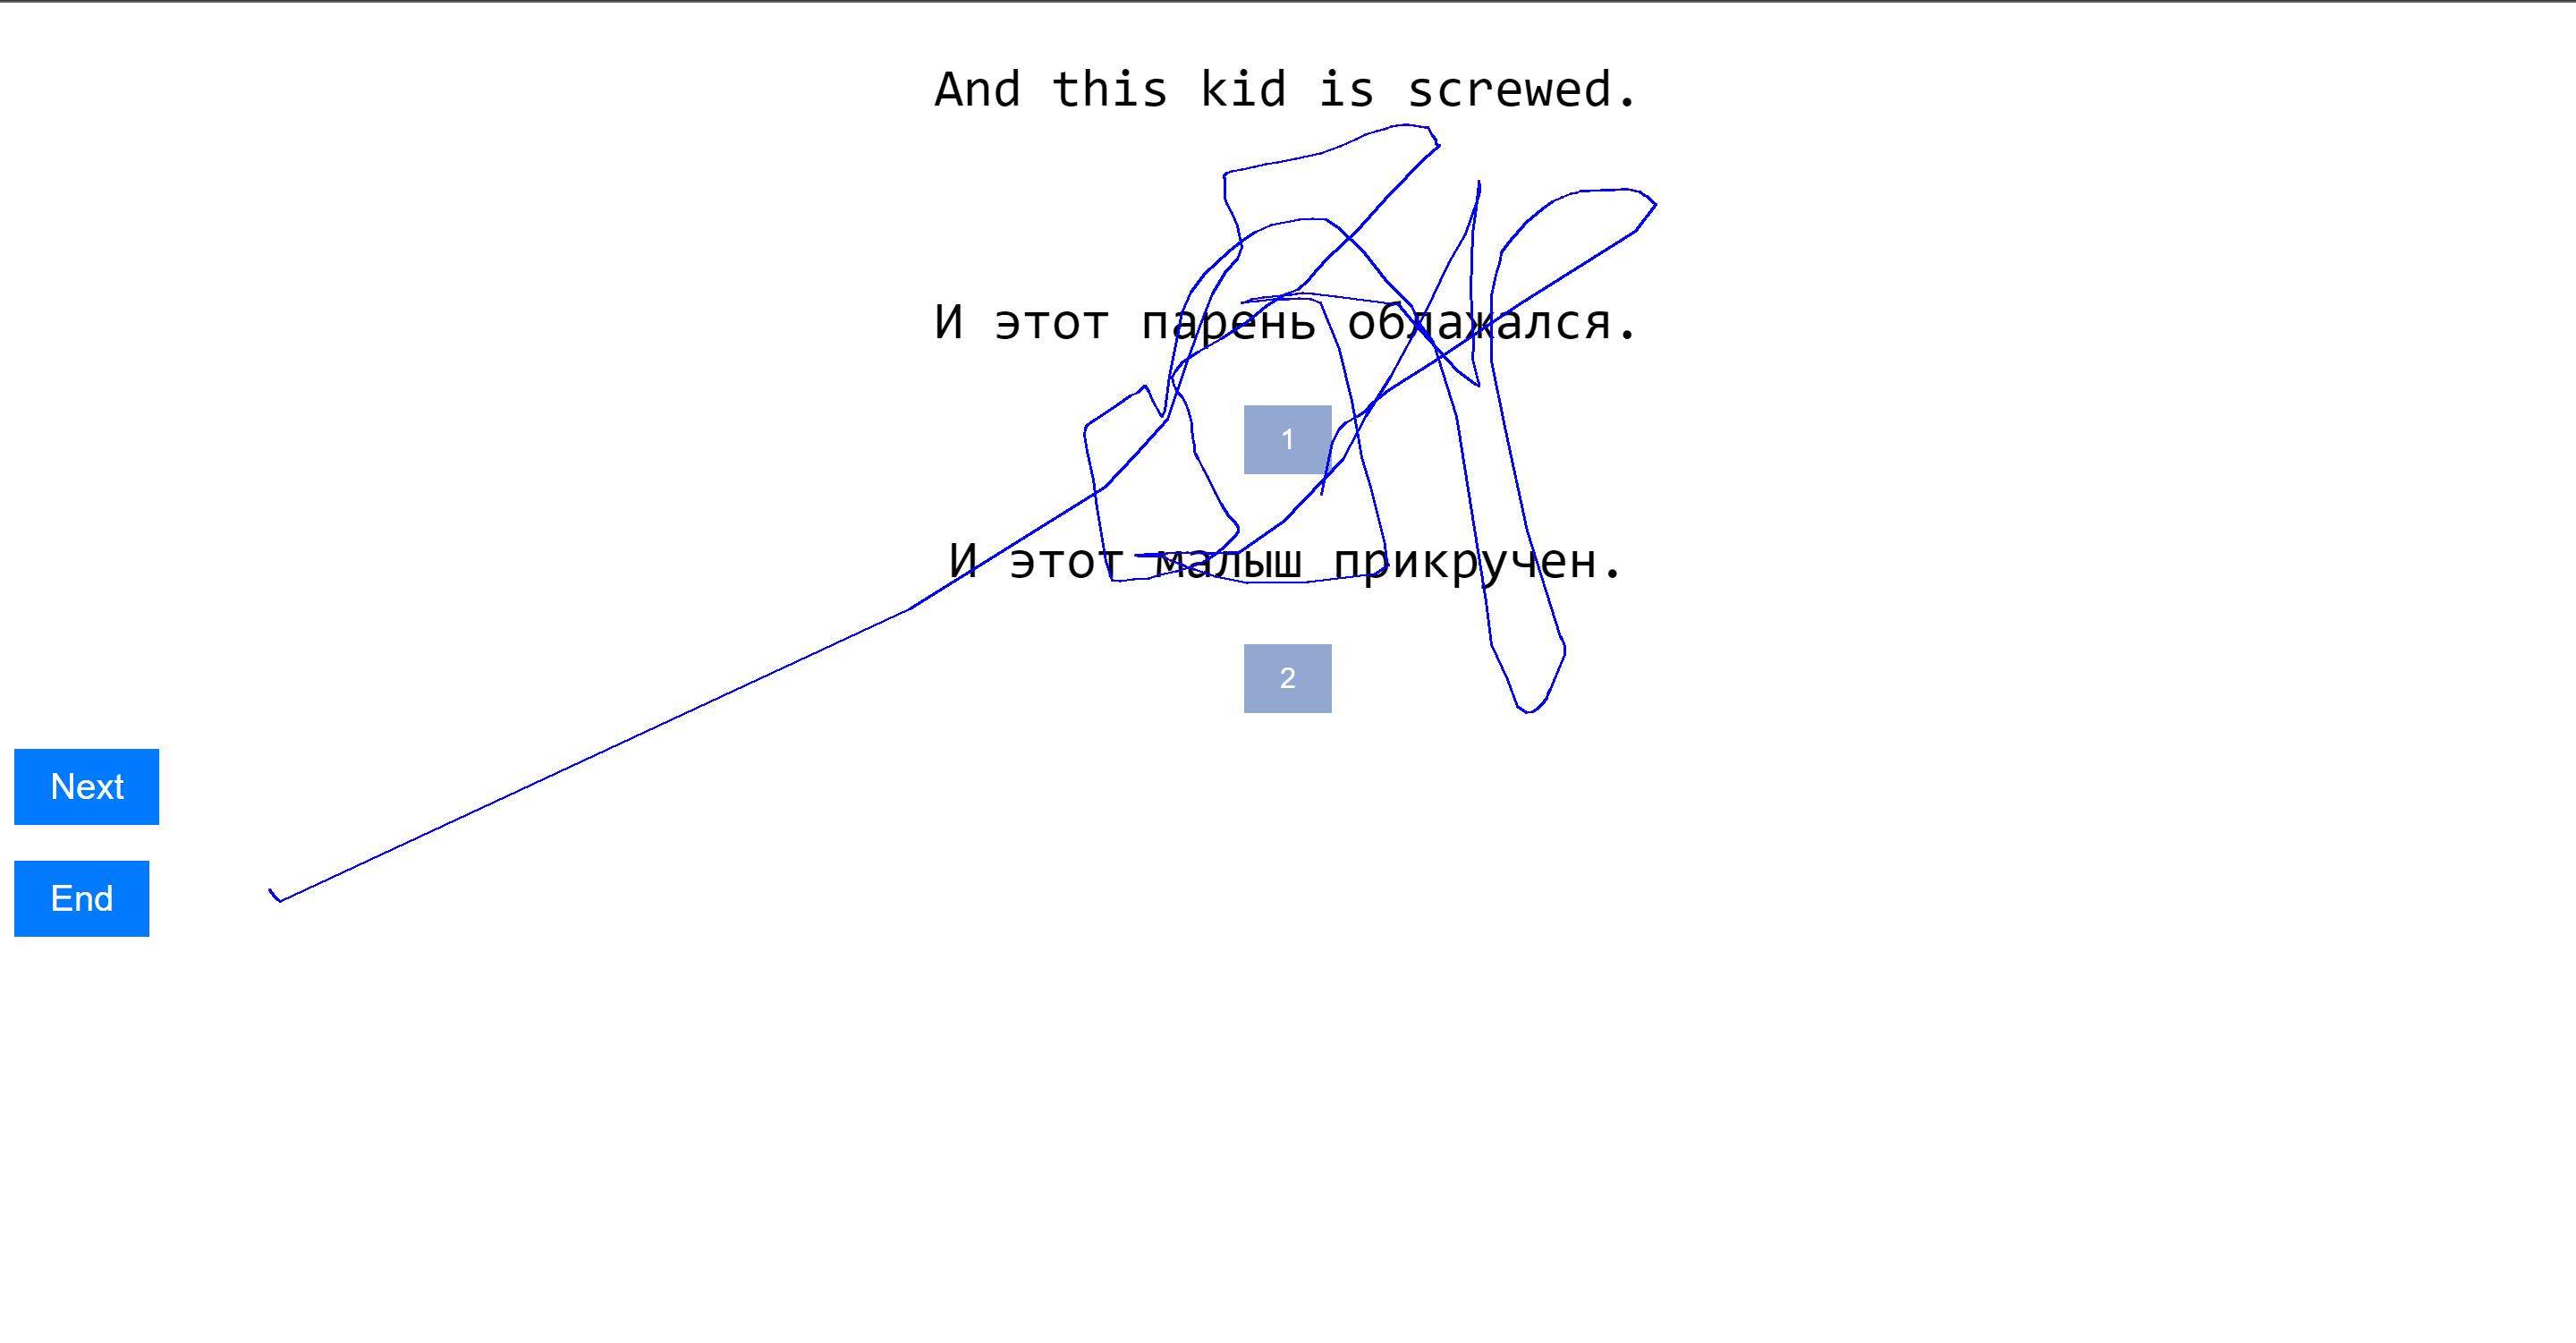 And this kid is screwed.
И этот парень облажался.
1
И этот малыш прикручен.
2
Next
End